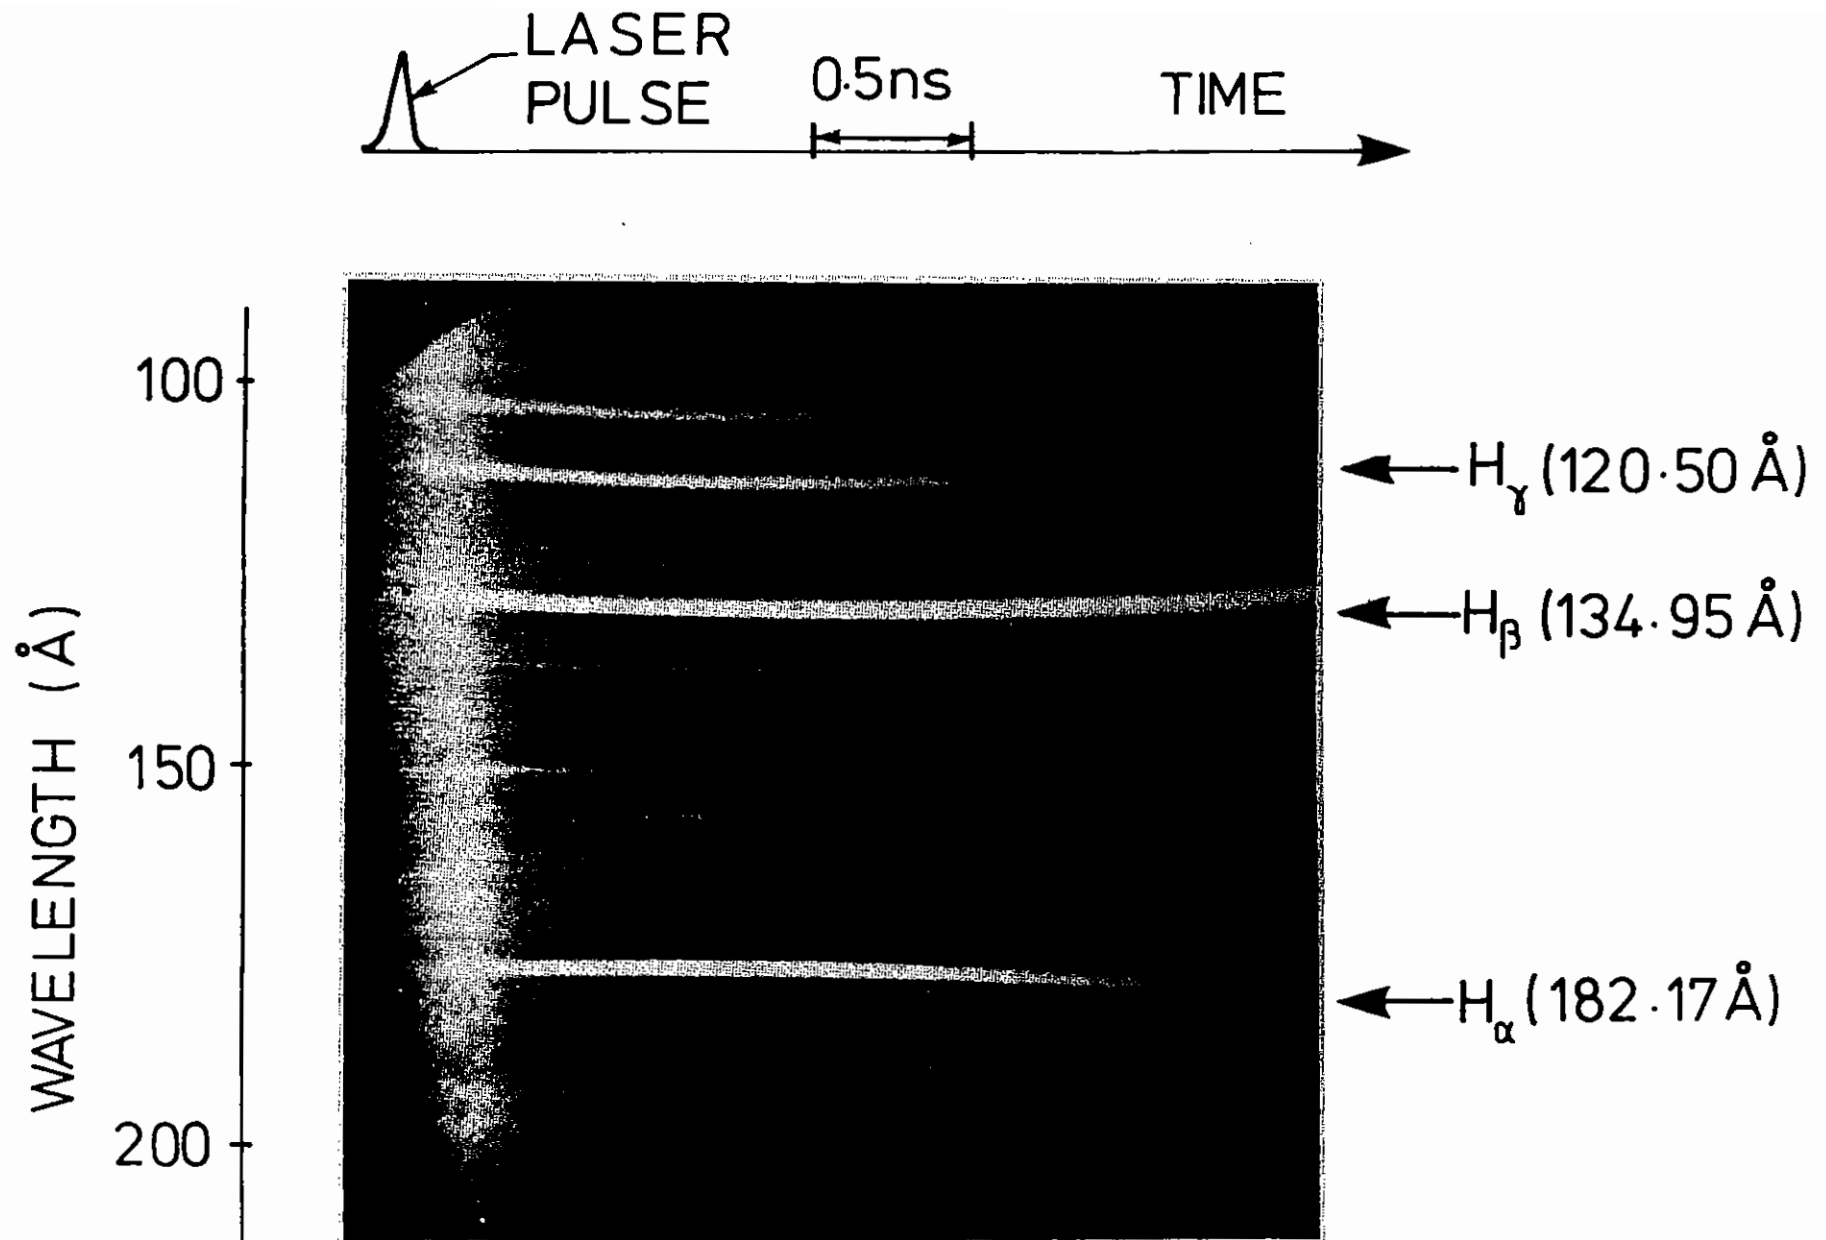 LASER
PULSE
0.5ns
TIME
100
150
200
WAVELENGTH (Å)
Hγ (120.50 Å)
Hβ (134.95 Å)
Hα (182.17 Å)